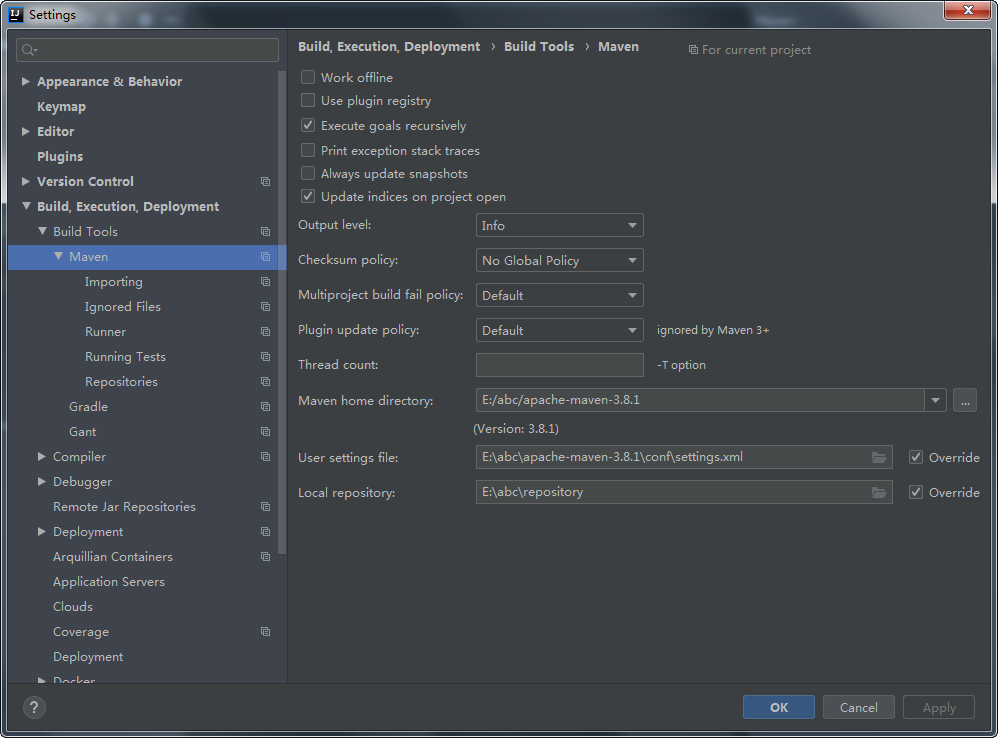 Settings
Build, Execution, Deployment › Build Tools › Maven
For current project
Appearance & Behavior
Keymap
Editor
Plugins
Version Control
Build, Execution, Deployment
Build Tools
Maven
Importing
Ignored Files
Runner
Running Tests
Repositories
Gradle
Gant
Compiler
Debugger
Remote Jar Repositories
Deployment
Arquillian Containers
Application Servers
Clouds
Coverage
Deployment
Docker
Work offline
Use plugin registry
Execute goals recursively
Print exception stack traces
Always update snapshots
Update indices on project open
Output level: Info
Checksum policy: No Global Policy
Multiproject build fail policy: Default
Plugin update policy: Default ignored by Maven 3+
Thread count: -T option
Maven home directory: E:/abc/apache-maven-3.8.1 ...
(Version: 3.8.1)
User settings file: E:\abc\apache-maven-3.8.1\conf\settings.xml Override
Local repository: E:\abc\repository Override
? OK Cancel Apply